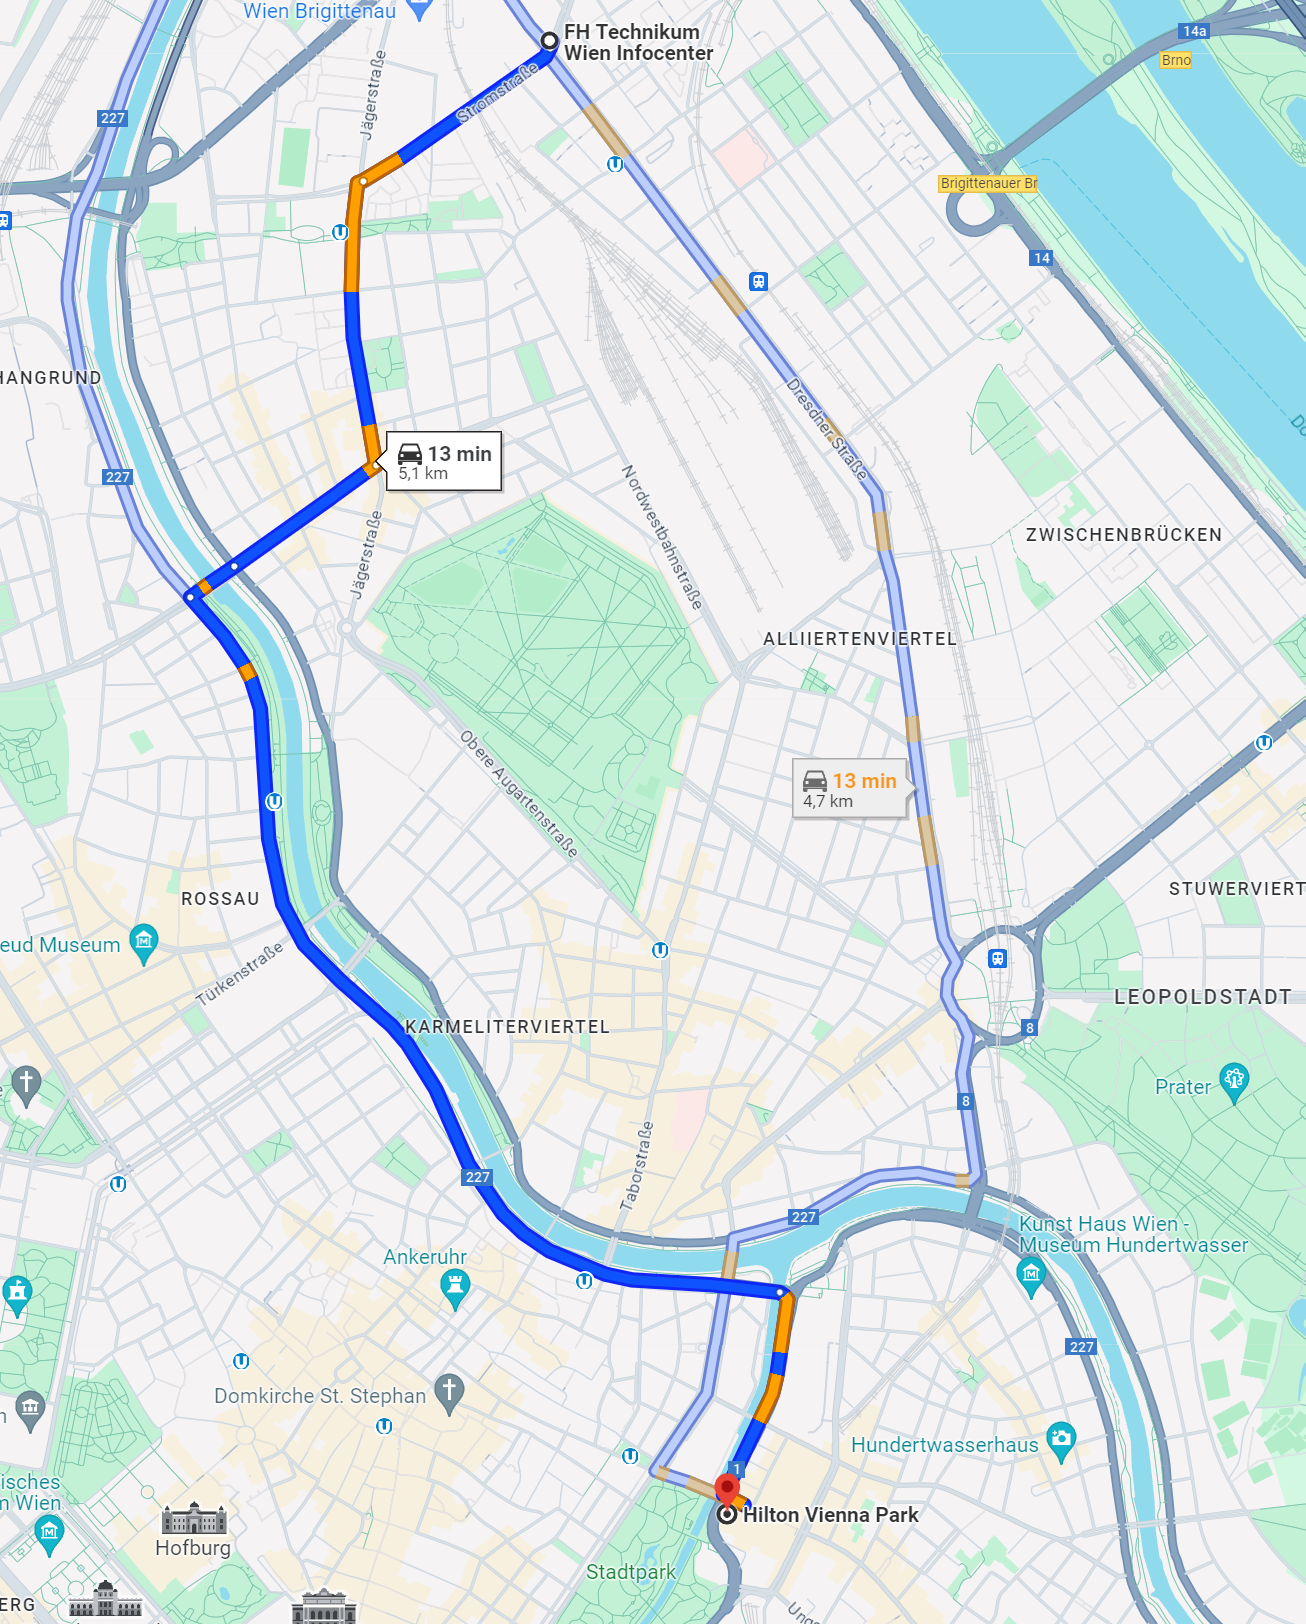 Wien Brigittenau
FH Technikum
Wien Infocenter
14a
Brno
Jägerstraße
Stromstraße
227
Brigittenauer Br
14
HANGRUND
Dresdner Straße
13 min
5,1 km
227
Nordwestbahnstraße
Jägerstraße
ZWISCHENBRÜCKEN
ALLIIERTENVIERTEL
Obere Augartenstraße
13 min
4,7 km
ROSSAU
STUWERVIERT
eud Museum
Türkenstraße
LEOPOLDSTADT
KARMELITERVIERTEL
8
Prater
8
Taborstraße
227
227
Kunst Haus Wien -
Museum Hundertwasser
Ankeruhr
227
Domkirche St. Stephan
Hundertwasserhaus
1
isches
m Wien
Hilton Vienna Park
Hofburg
Stadtpark
ERG